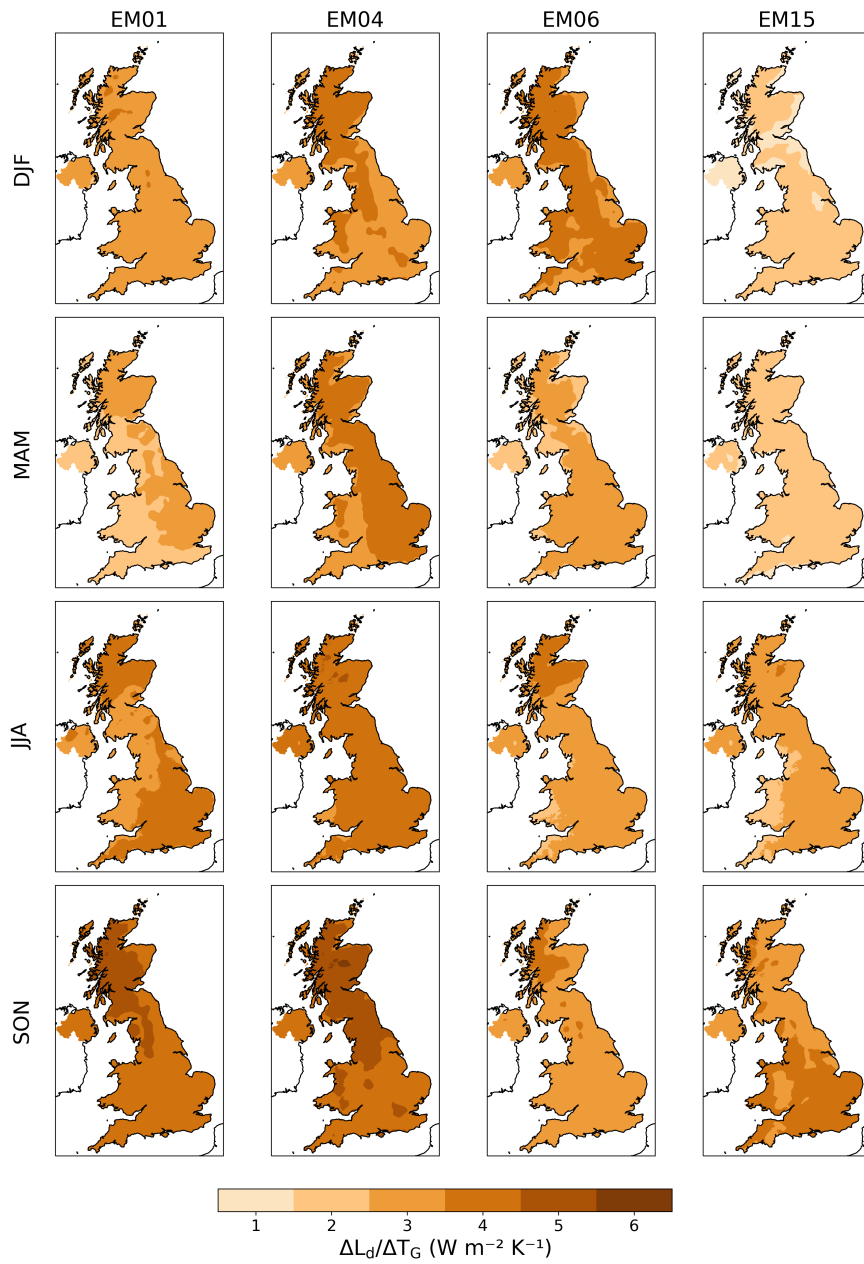 EM01 EM04 EM06 EM15
DJF
MAM
JJA
SON
1 2 3 4 5 6
ΔL_d/ΔT_G (W m⁻² K⁻¹)